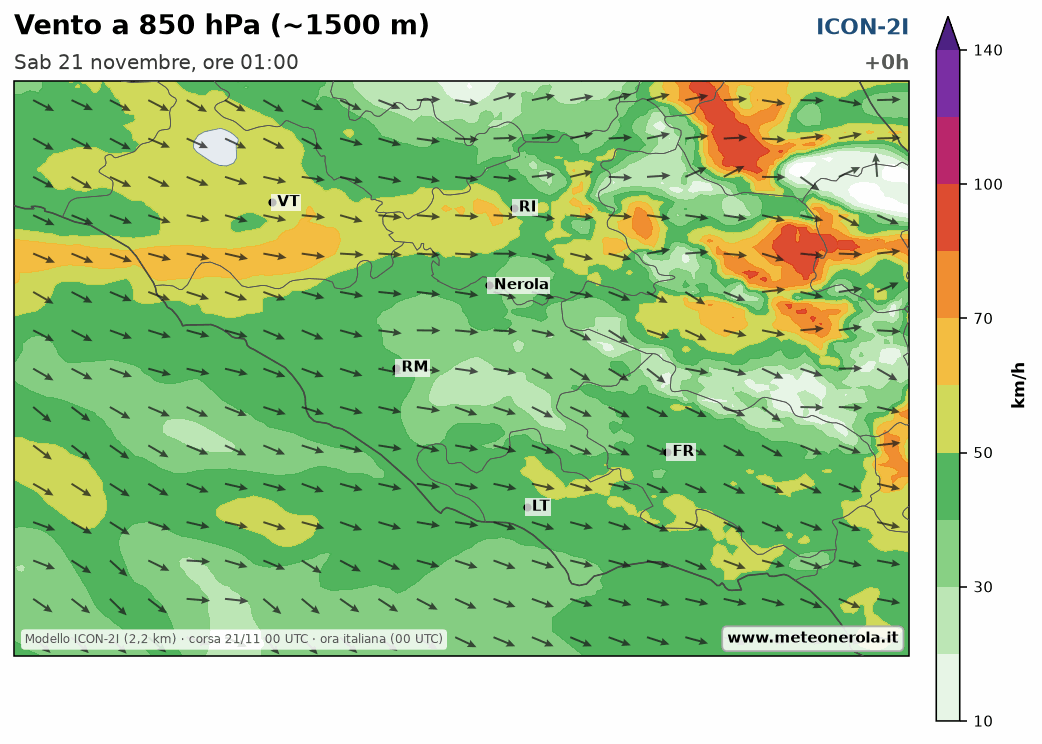 Vento a 850 hPa (~1500 m)
ICON-2I
Sab 21 novembre, ore 01:00
+0h
140
100
70
50
30
10
km/h
VT
RI
Nerola
RM
FR
LT
Modello ICON-2I (2,2 km) · corsa 21/11 00 UTC · ora italiana (00 UTC)
www.meteonerola.it